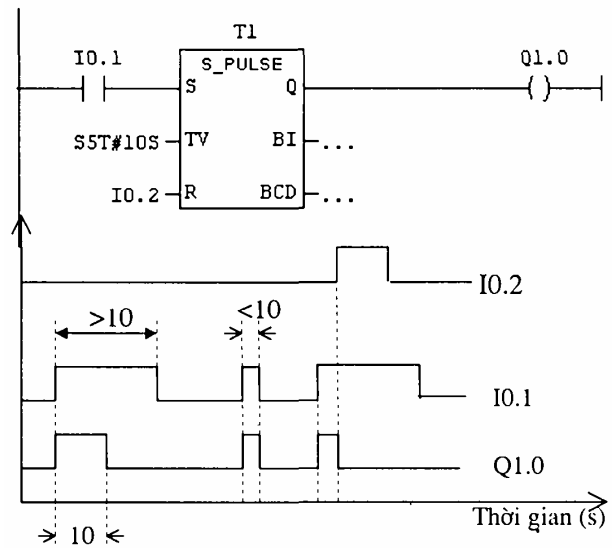 T1
I0.1
S_PULSE
Q1.0
S
Q
S5T#10S
TV
BI
...
I0.2
R
BCD
...
I0.2
>10
<10
I0.1
Q1.0
Thời gian (s)
10